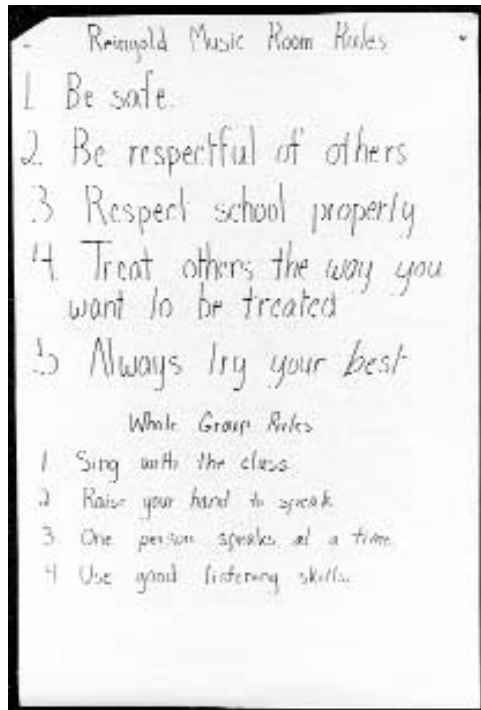 Reingold Music Room Rules
1. Be safe.
2. Be respectful of others
3. Respect school property
4. Treat others the way you
want to be treated
5 Always try your best
Whole Group Rules
1 Sing with the class
2 Raise your hand to speak
3. One person speaks at a time.
4 Use good listening skills.